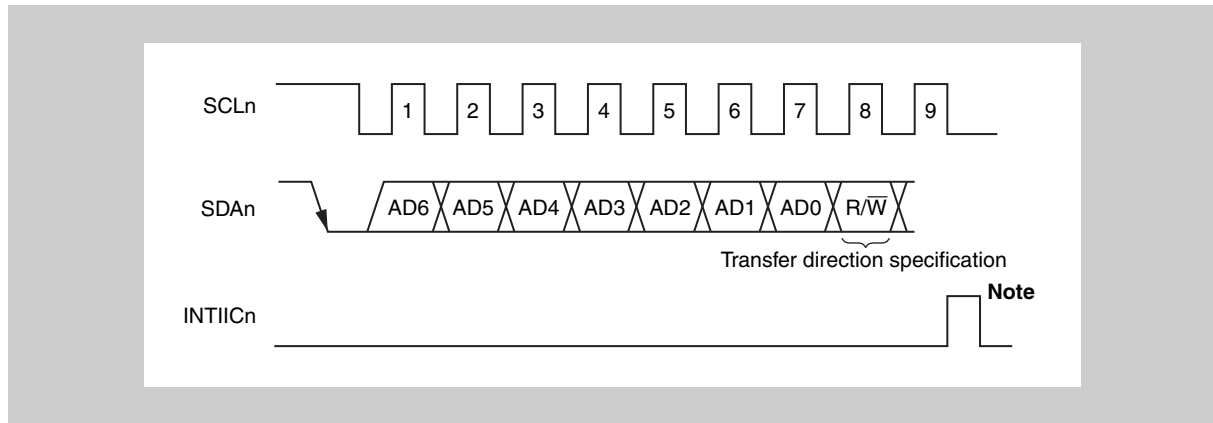 SCLn 1 2 3 4 5 6 7 8 9
SDAn AD6 AD5 AD4 AD3 AD2 AD1 AD0 R/W̅
Transfer direction specification
Note
INTIICn